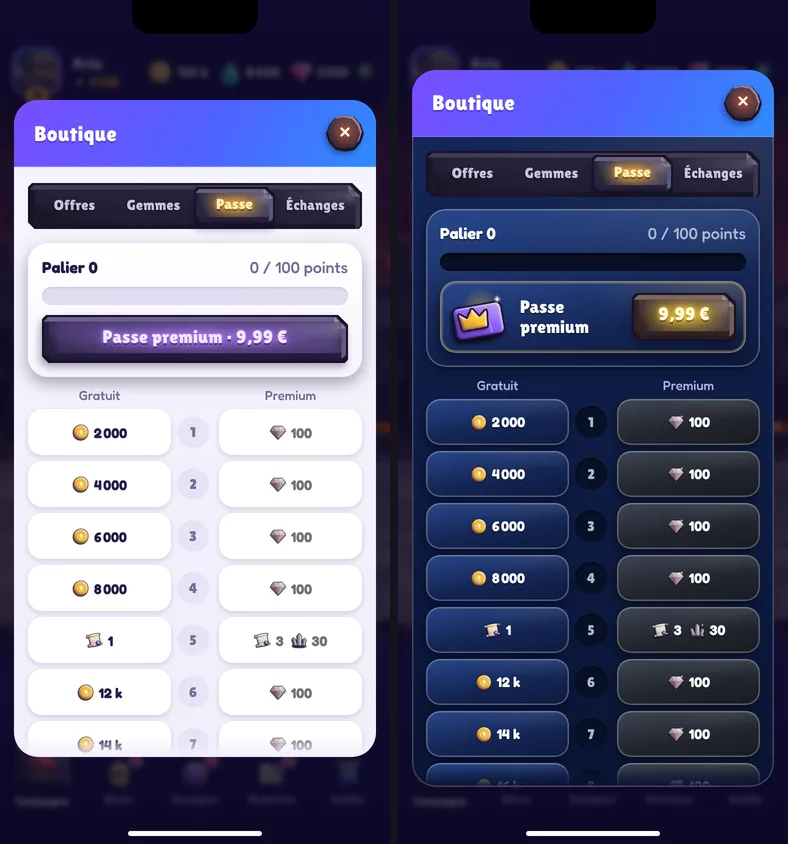 Boutique
Offres Gemmes Passe Échanges
Palier 0 0 / 100 points
Passe premium · 9,99 €
Gratuit Premium
2000 1 100
4000 2 100
6000 3 100
8000 4 100
1 5 3 30
12 k 6 100
14 k 7 100
Boutique
Offres Gemmes Passe Échanges
Palier 0 0 / 100 points
Passe
premium
9,99 €
Gratuit Premium
2000 1 100
4000 2 100
6000 3 100
8000 4 100
1 5 3 30
12 k 6 100
14 k 7 100